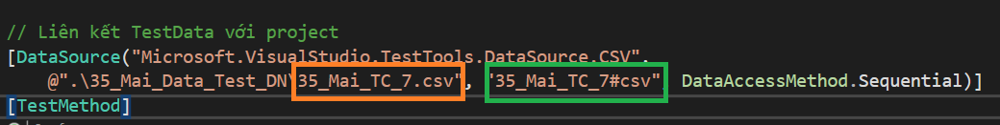 // Liên kết TestData với project
[DataSource("Microsoft.VisualStudio.TestTools.DataSource.CSV",
@".\35_Mai_Data_Test_DN\35_Mai_TC_7.csv", "35_Mai_TC_7#csv", DataAccessMethod.Sequential)]
[TestMethod]